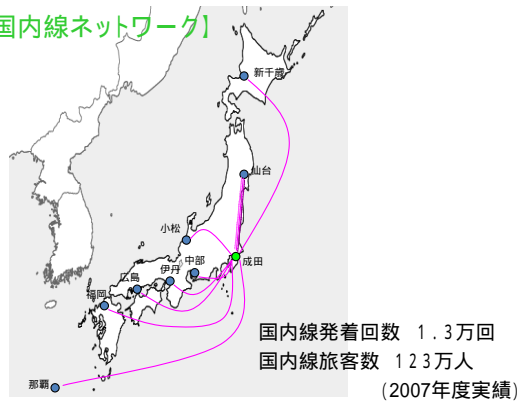 国内線ネットワーク】
新千歳
仙台
小松
成田
中部
伊丹
広島
福岡
那覇
国内線発着回数 1.3万回
国内線旅客数 123万人
(2007年度実績)